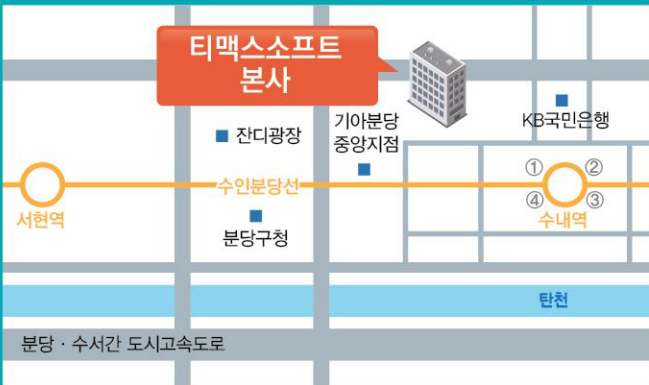 티맥스소프트
본사
잔디광장
기아분당
중앙지점
KB국민은행
① ②
수인분당선
④ ③
서현역
수내역
분당구청
탄천
분당 · 수서간 도시고속도로